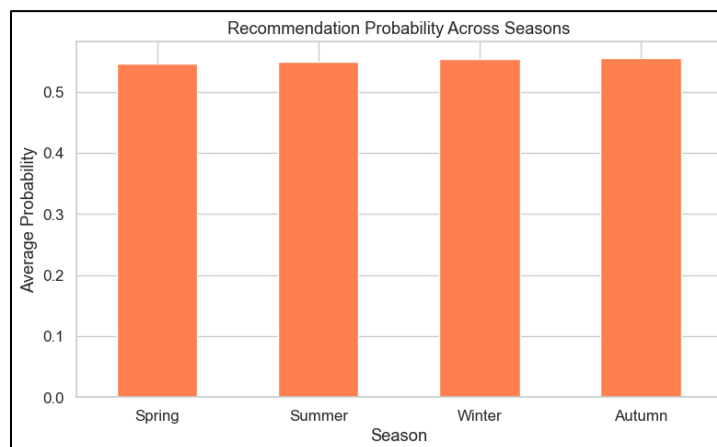 Recommendation Probability Across Seasons
Average Probability
0.5
0.4
0.3
0.2
0.1
0.0
Spring Summer Winter Autumn
Season